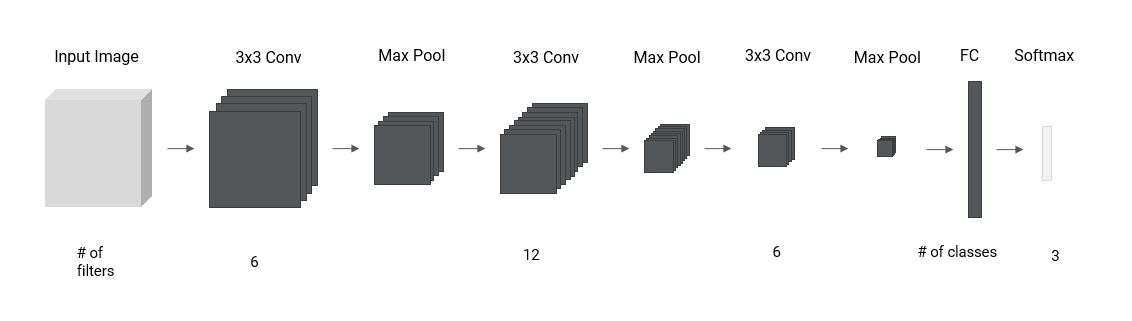 Input Image
3x3 Conv
Max Pool
3x3 Conv
Max Pool
3x3 Conv
Max Pool
FC
Softmax
# of
filters
6
12
6
# of classes
3